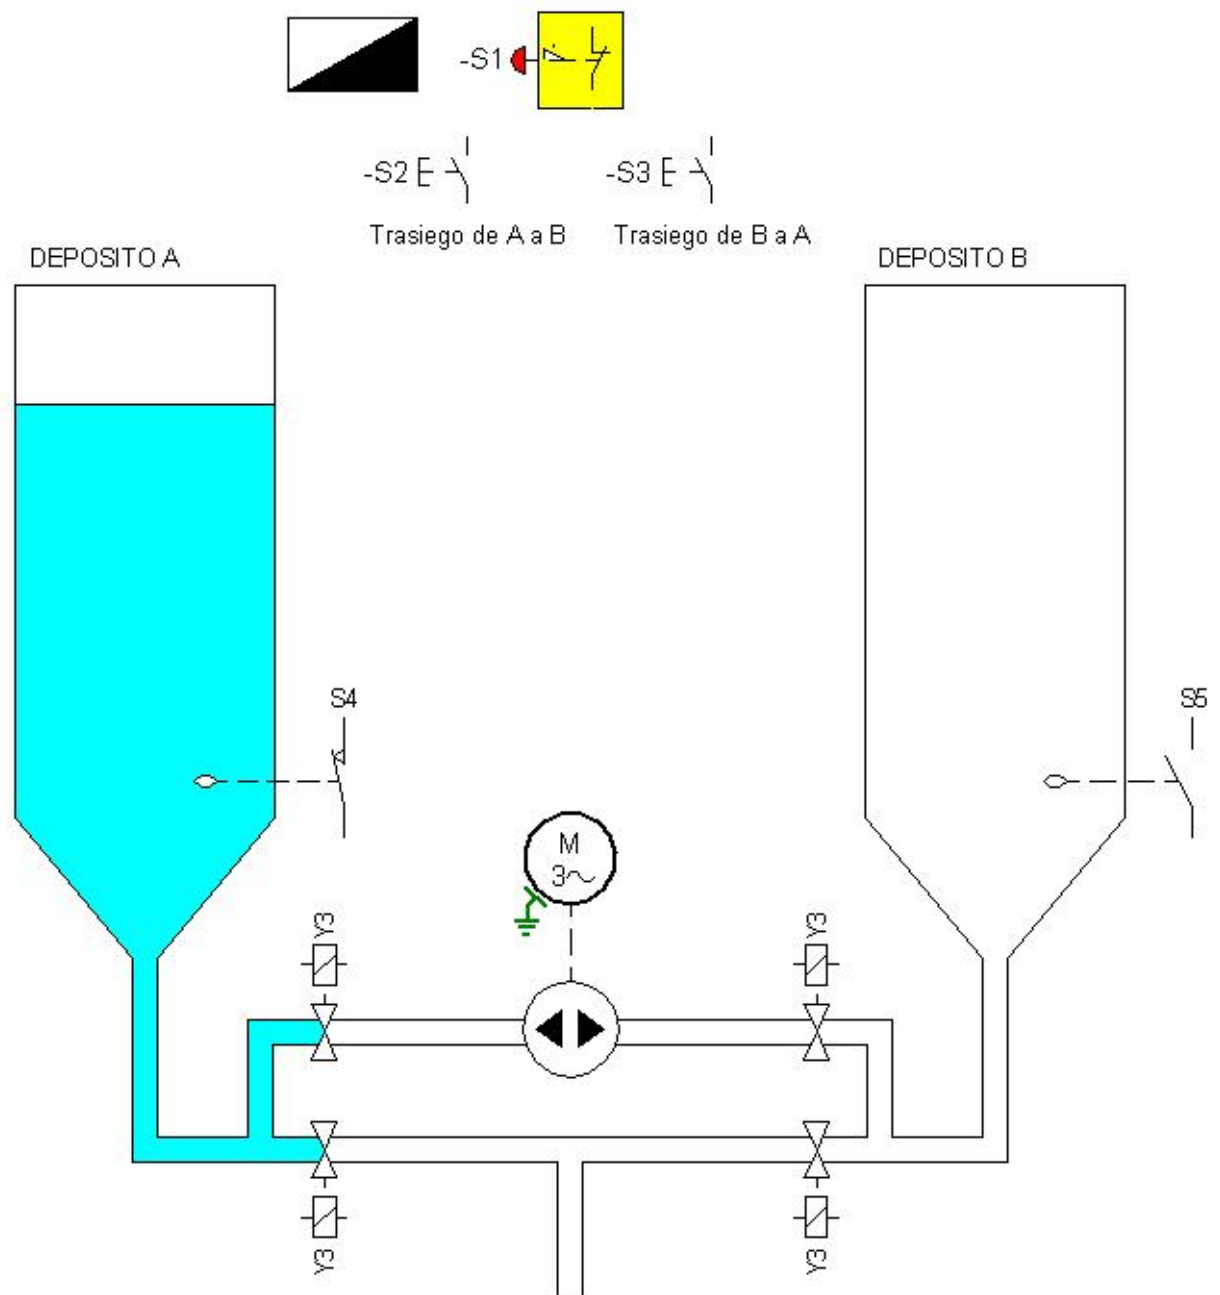 -S1
-S2
-S3
Trasiego de A a B
Trasiego de B a A
DEPOSITO A
DEPOSITO B
S4
S5
M
3~
Y3
Y3
Y3
Y3